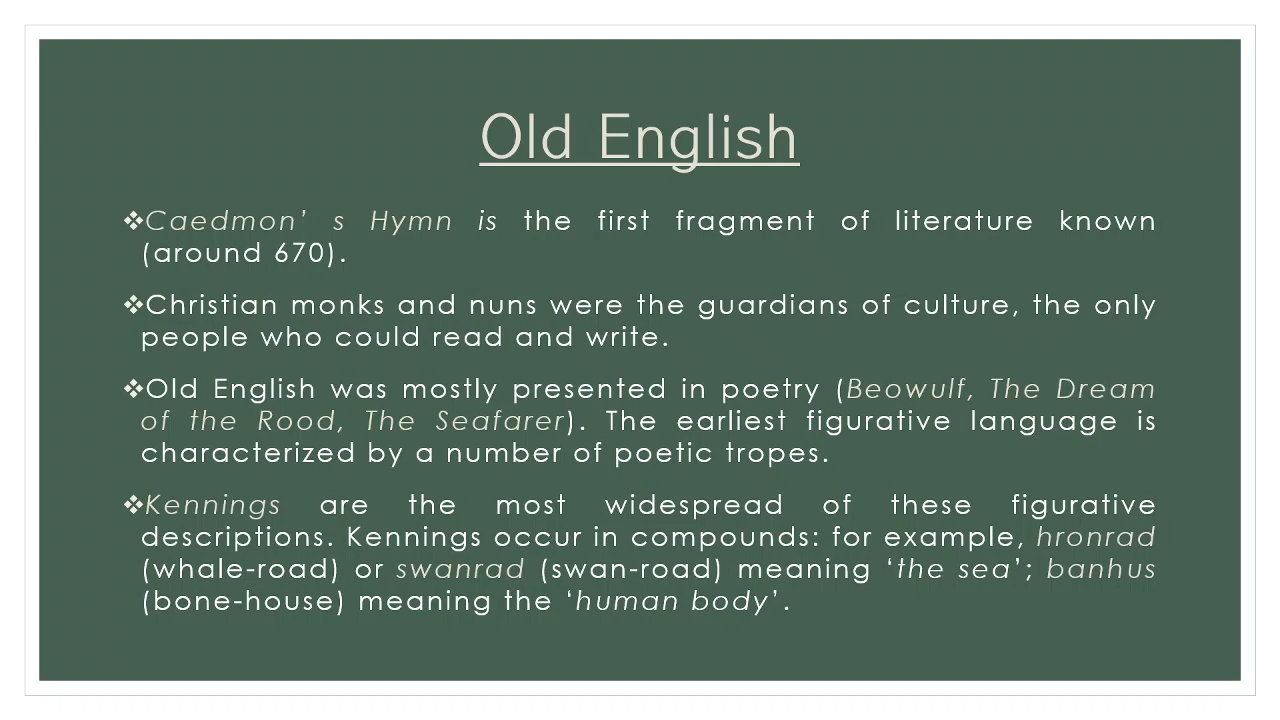 Old English
❖Caedmon’ s Hymn is the first fragment of literature known
(around 670).
❖Christian monks and nuns were the guardians of culture, the only
people who could read and write.
❖Old English was mostly presented in poetry (Beowulf, The Dream
of the Rood, The Seafarer). The earliest figurative language is
characterized by a number of poetic tropes.
❖Kennings are the most widespread of these figurative
descriptions. Kennings occur in compounds: for example, hronrad
(whale-road) or swanrad (swan-road) meaning ‘the sea’; banhus
(bone-house) meaning the ‘human body’.